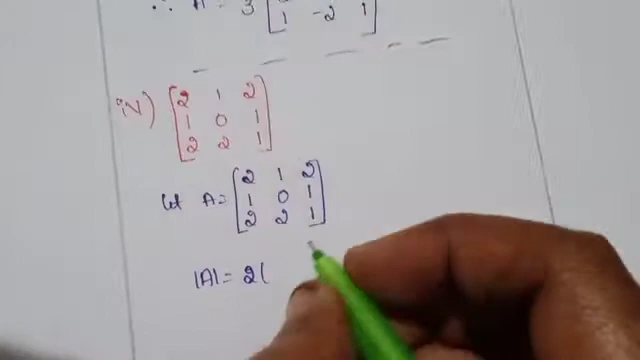 ∴ A = 3
1 -2 1
iv) [2 1 2
1 0 1
2 2 1]
let A = [2 1 2
1 0 1
2 2 1]
|A| = 2(